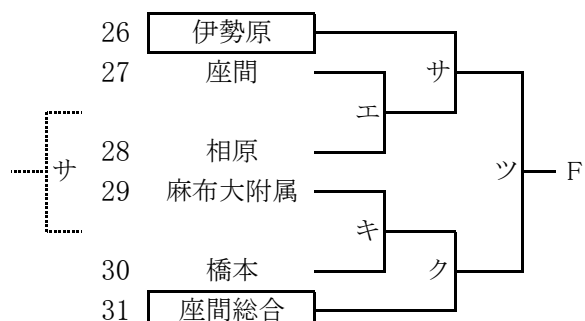 26 伊勢原
27 座間 サ
エ
サ 28 相原 ツ F
29 麻布大附属
キ
30 橋本 ク
31 座間総合